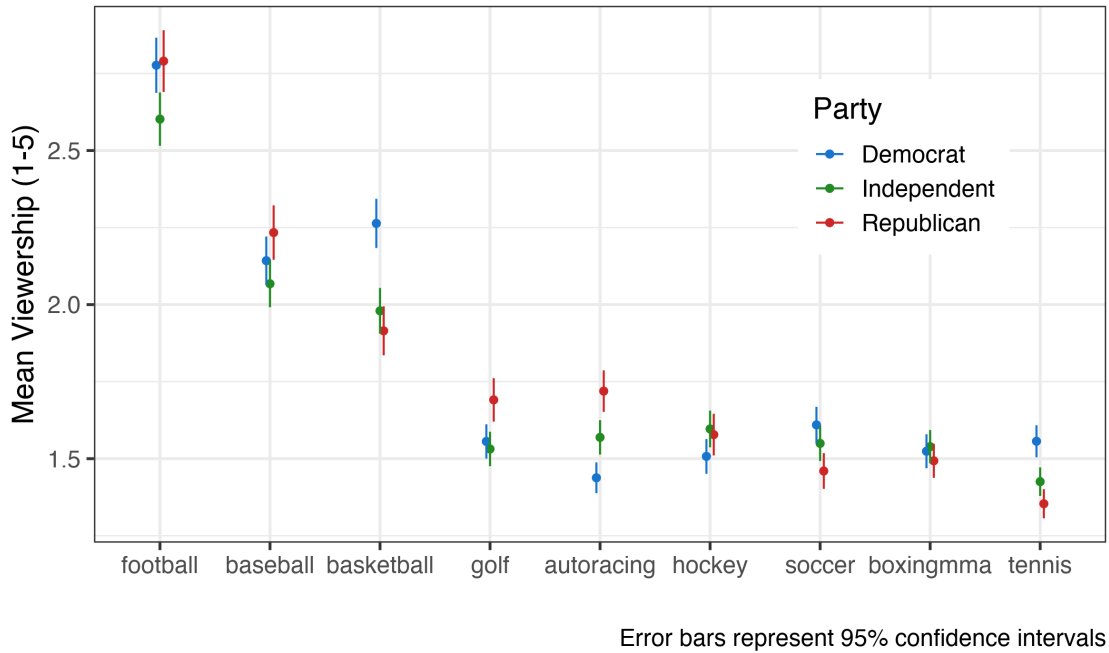 Mean Viewership (1-5)
2.5
2.0
1.5
Party
Democrat
Independent
Republican
football baseball basketball golf autoracing hockey soccer boxingmma tennis
Error bars represent 95% confidence intervals